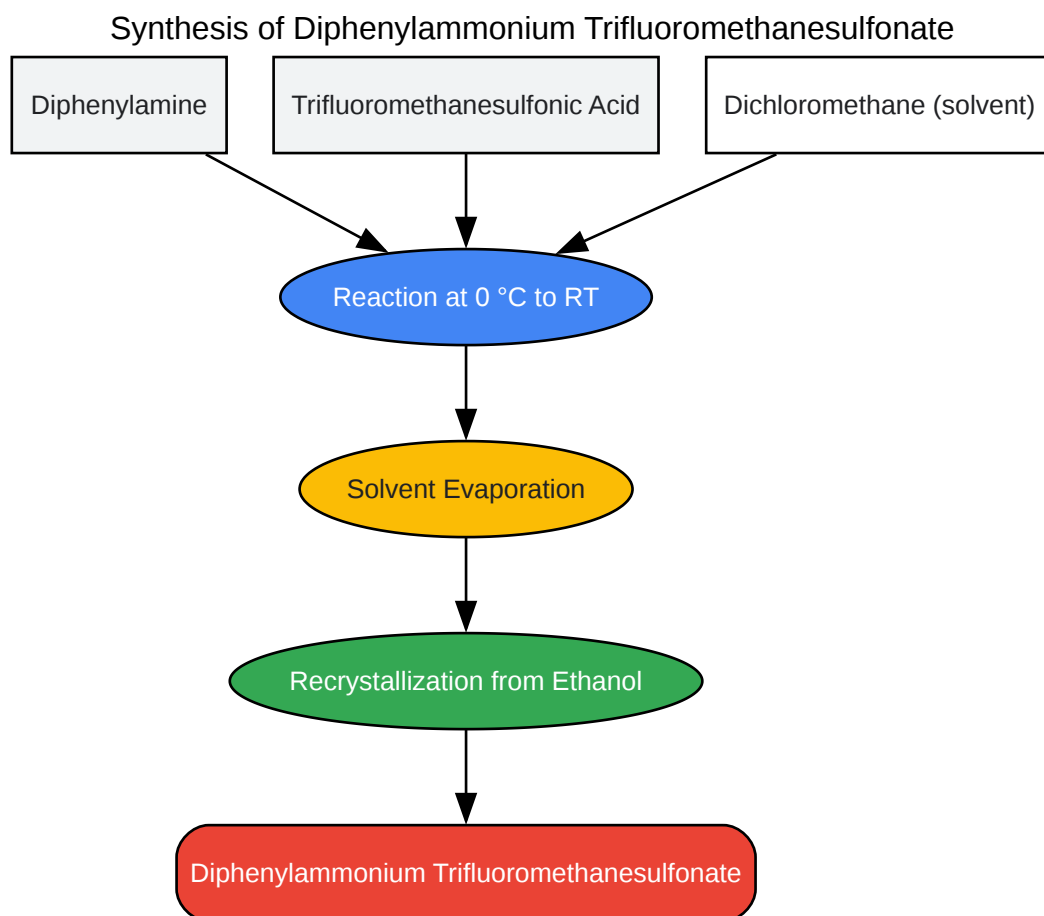 Synthesis of Diphenylammonium Trifluoromethanesulfonate
Diphenylamine
Trifluoromethanesulfonic Acid
Dichloromethane (solvent)
Reaction at 0 °C to RT
Solvent Evaporation
Recrystallization from Ethanol
Diphenylammonium Trifluoromethanesulfonate